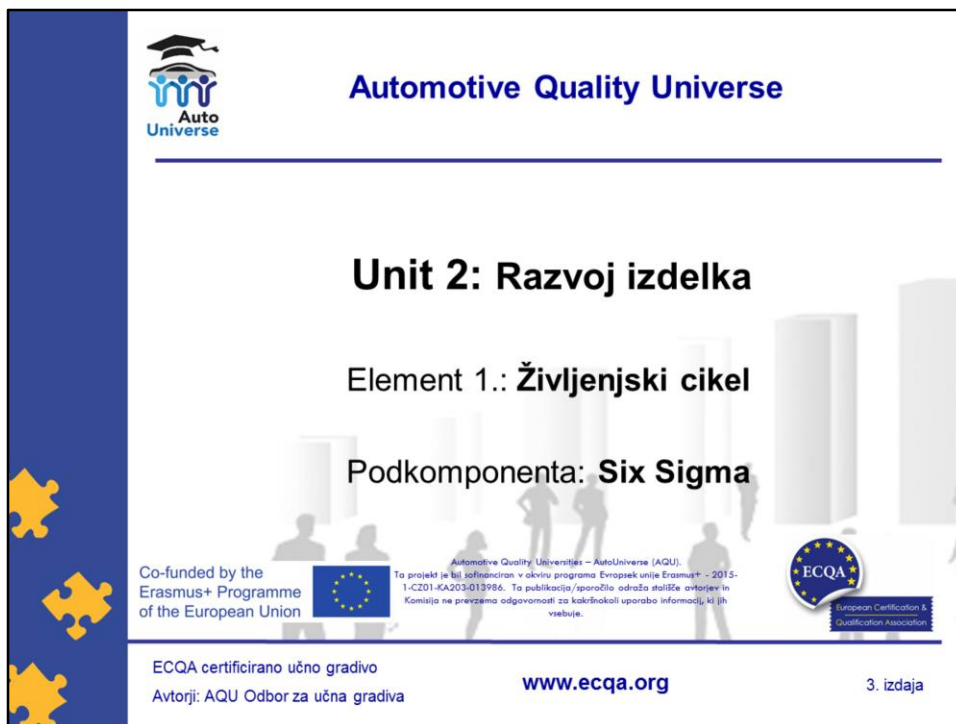 Auto
Universe
Automotive Quality Universe
Unit 2: Razvoj izdelka
Element 1.: Življenjski cikel
Podkomponenta: Six Sigma
Co-funded by the
Erasmus+ Programme
of the European Union
Automotive Quality Universities – AutoUniverse (AQU).
Ta projekt je bil sofinanciran v okviru programa Evropsek unije Erasmus+ - 2015-
1-CZ01-KA203-013986. Ta publikacija/sporočilo odraža stališče avtorjev in
Komisija ne prevzema odgovornosti za kakršnokoli uporabo informacij, ki jih
vsebuje.
ECQA
European Certification &
Qualification Association
ECQA certificirano učno gradivo
Avtorji: AQU Odbor za učna gradiva
www.ecqa.org
3. izdaja